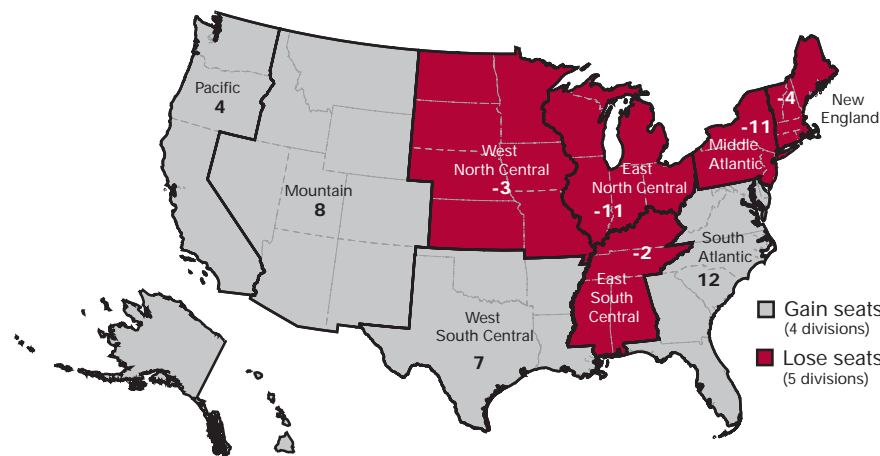 Pacific
4
Mountain
8
West
North Central
-3
East
North Central
-11
-4
New
England
-11
Middle
Atlantic
-2
East
South
Central
South
Atlantic
12
West
South Central
7
Gain seats
(4 divisions)
Lose seats
(5 divisions)